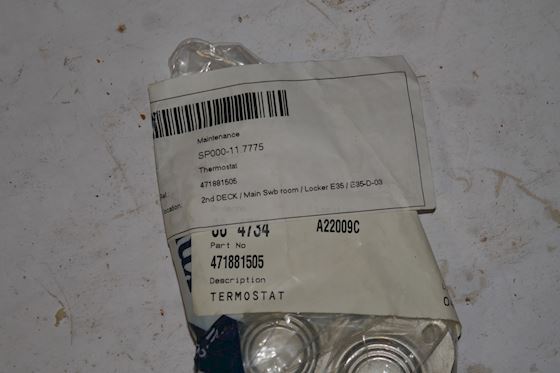 Maintenance
SP000-11.7775
Thermostat
471881505
2nd DECK / Main Swb room / Locker E35 / E35-D-03
4734 A22009C
Part No
471881505
Description
TERMOSTAT